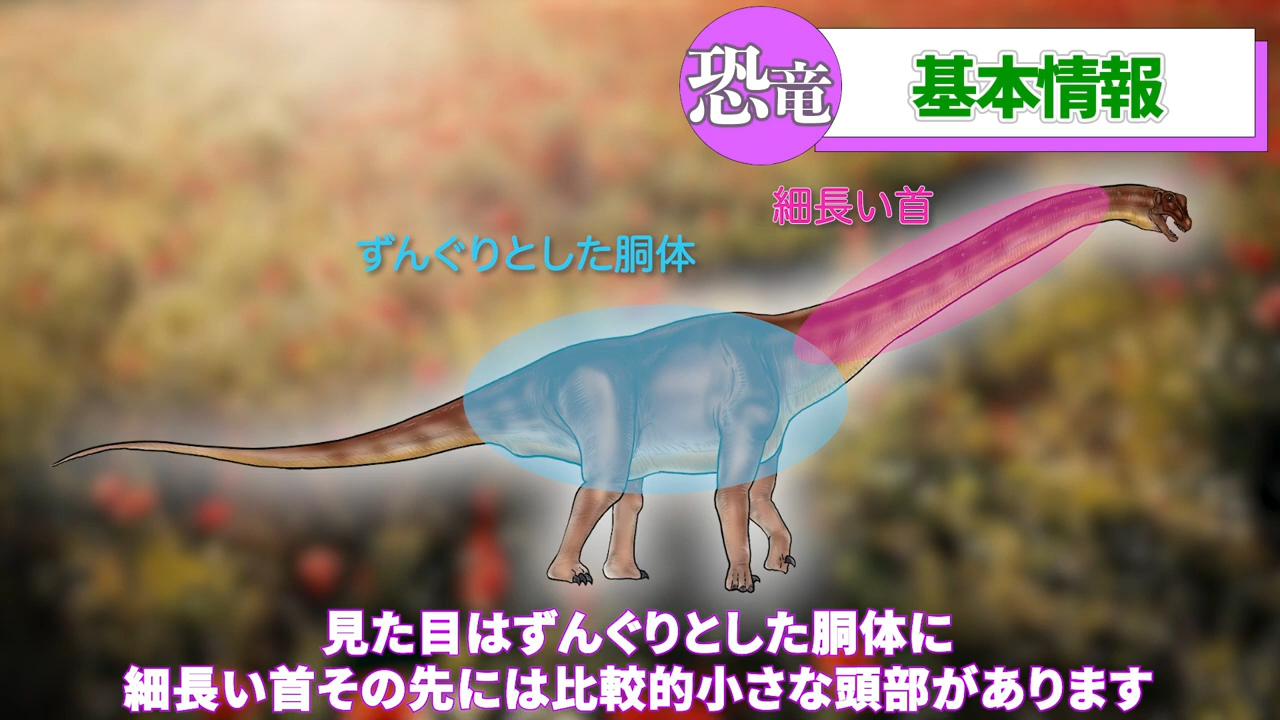 恐竜
基本情報
細長い首
ずんぐりとした胴体
見た目はずんぐりとした胴体に
細長い首その先には比較的小さな頭部があります